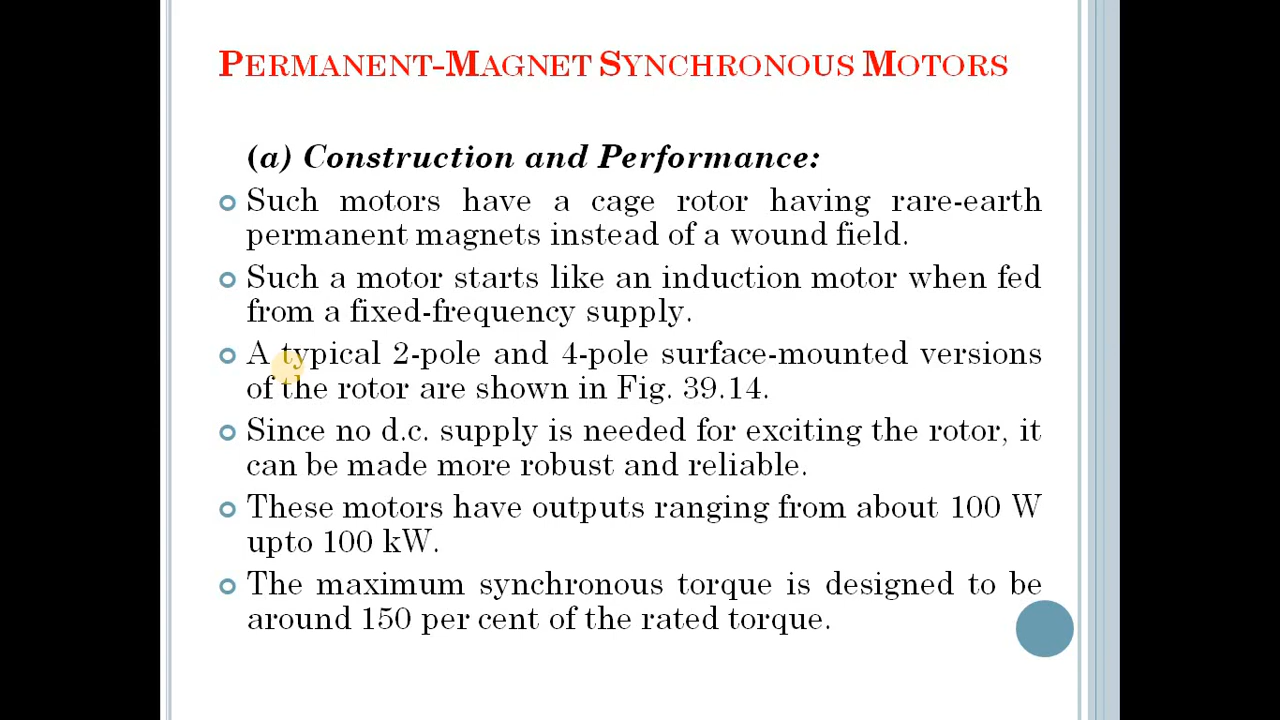 PERMANENT-MAGNET SYNCHRONOUS MOTORS
(a) Construction and Performance:
Such motors have a cage rotor having rare-earth
permanent magnets instead of a wound field.
Such a motor starts like an induction motor when fed
from a fixed-frequency supply.
A typical 2-pole and 4-pole surface-mounted versions
of the rotor are shown in Fig. 39.14.
Since no d.c. supply is needed for exciting the rotor, it
can be made more robust and reliable.
These motors have outputs ranging from about 100 W
upto 100 kW.
The maximum synchronous torque is designed to be
around 150 per cent of the rated torque.